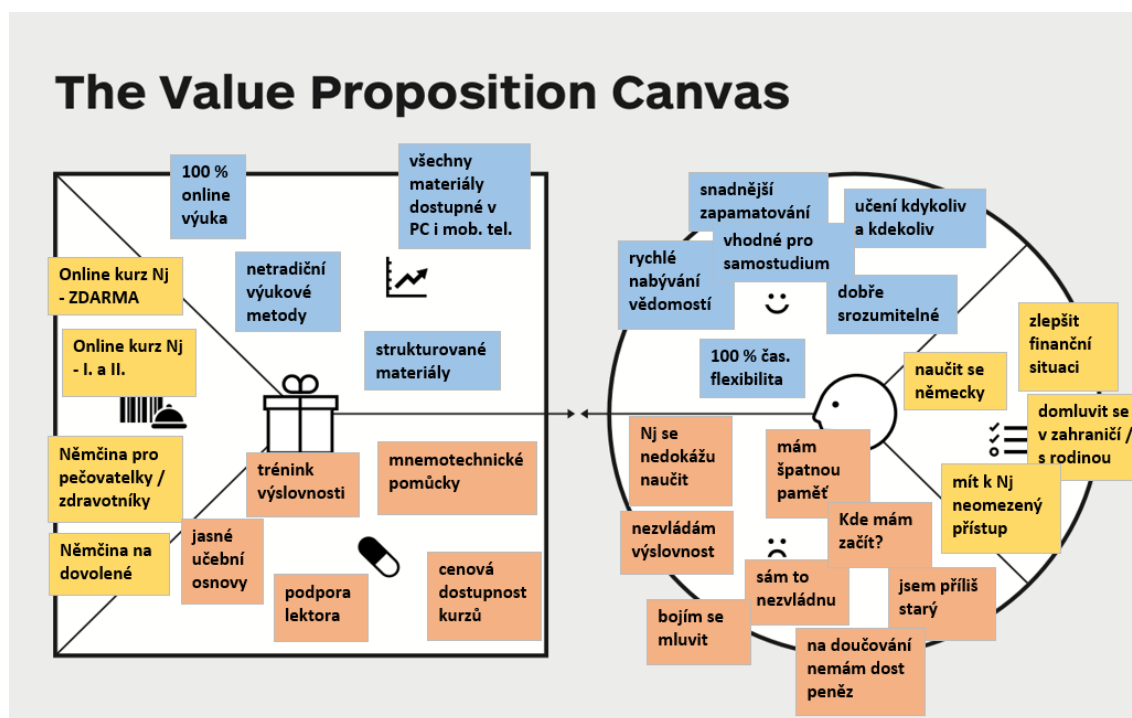 The Value Proposition Canvas
100 %
online
výuka
všechny
materiály
dostupné v
PC i mob. tel.
netradiční
výukové
metody
strukturované
materiály
Online kurz Nj
- ZDARMA
Online kurz Nj
- I. a II.
Němčina pro
pečovatelky /
zdravotníky
Němčina na
dovolené
trénink
výslovnosti
mnemotechnické
pomůcky
jasné
učební
osnovy
podpora
lektora
cenová
dostupnost
kurzů
snadnější
zapamatování
učení kdykoliv
a kdekoliv
vhodné pro
samostudium
rychlé
nabývání
vědomostí
dobře
srozumitelné
100 % čas.
flexibilita
zlepšit
finanční
situaci
naučit se
německy
domluvit se
v zahraničí /
s rodinou
mít k Nj
neomezený
přístup
Nj se
nedokážu
naučit
mám
špatnou
paměť
nezvládám
výslovnost
Kde mám
začít?
sám to
nezvládnu
jsem příliš
starý
bojím se
mluvit
na doučování
nemám dost
peněz